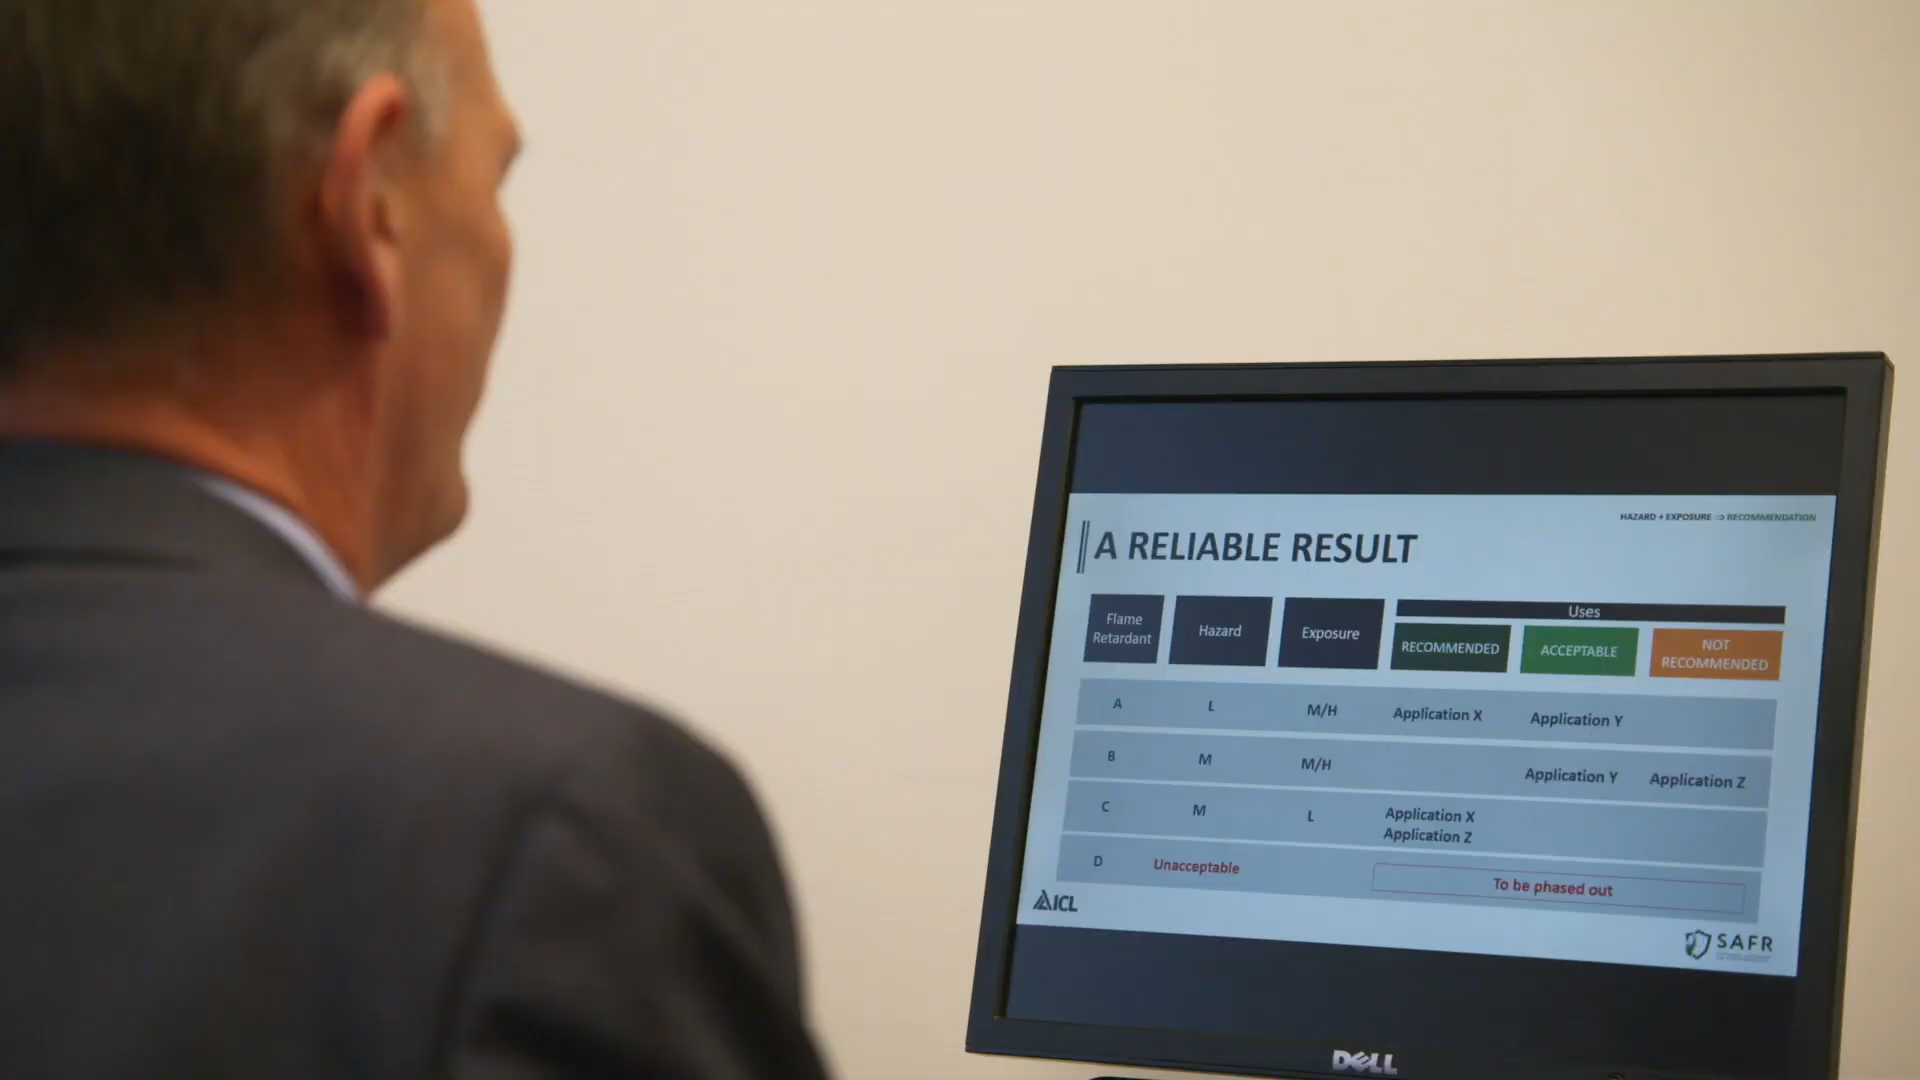 HAZARD + EXPOSURE ⇒ RECOMMENDATION
A RELIABLE RESULT
Flame
Retardant
Hazard
Exposure
Uses
RECOMMENDED
ACCEPTABLE
NOT
RECOMMENDED
A L M/H Application X Application Y
B M M/H Application Y Application Z
C M L Application X
Application Z
D Unacceptable To be phased out
ICL
SAFR
DELL